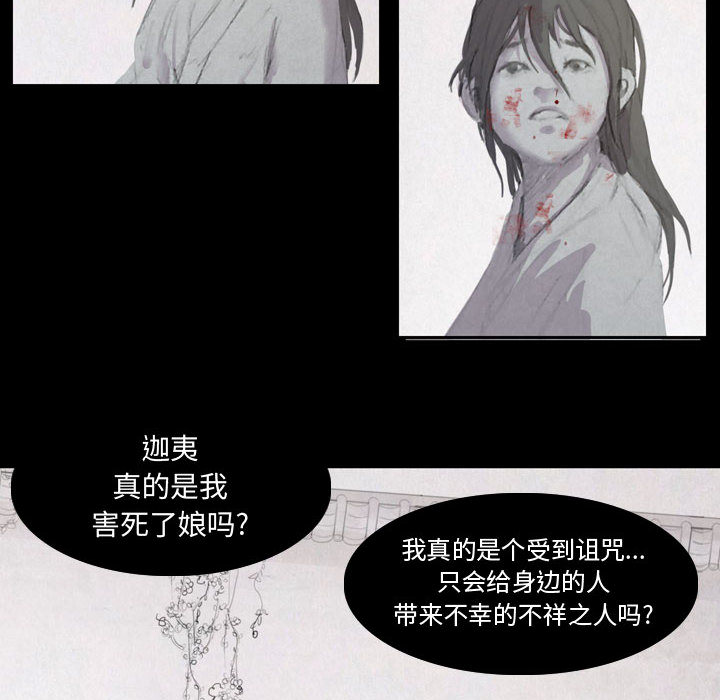 迦夷
真的是我
害死了娘吗?
我真的是个受到诅咒...
只会给身边的人
带来不幸的不祥之人吗?